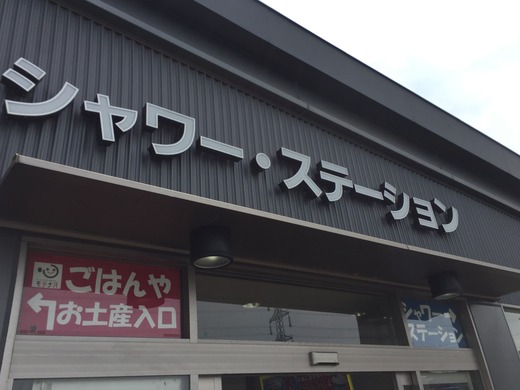 シャワー・ステーション
ごはんや
←お土産入口
シャワー→
ステーション